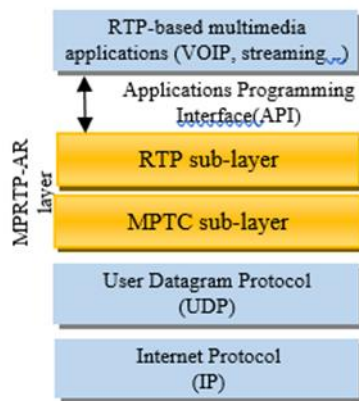 RTP-based multimedia
applications (VOIP, streaming...)
Applications Programming
Interface(API)
MPRTP-AR
layer
RTP sub-layer
MPTC sub-layer
User Datagram Protocol
(UDP)
Internet Protocol
(IP)